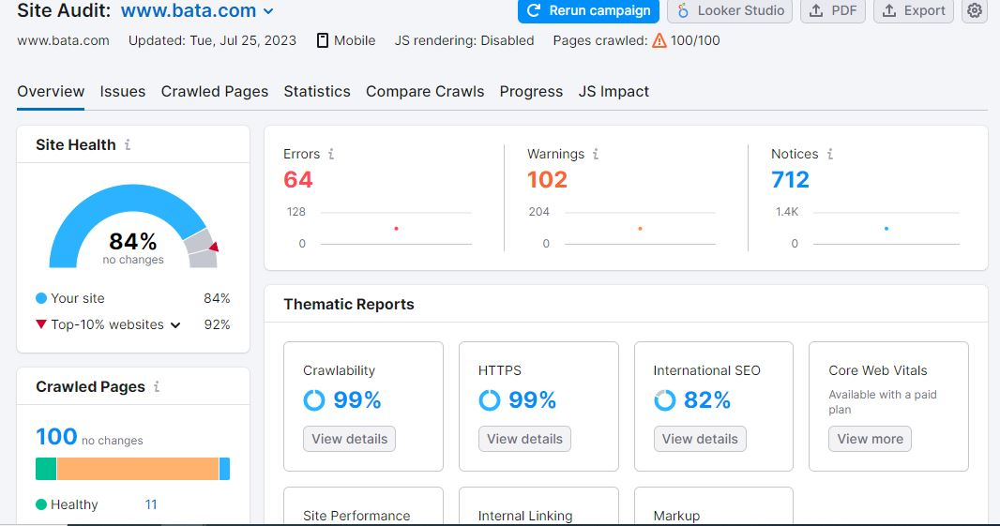 Site Audit: www.bata.com
Rerun campaign
Looker Studio
PDF
Export
www.bata.com Updated: Tue, Jul 25, 2023 Mobile JS rendering: Disabled Pages crawled: 100/100
Overview Issues Crawled Pages Statistics Compare Crawls Progress JS Impact
Site Health i
84%
no changes
Your site 84%
Top-10% websites 92%
Errors i
64
128
0
Warnings i
102
204
0
Notices i
712
1.4K
0
Crawled Pages i
100 no changes
Healthy 11
Thematic Reports
Crawlability
99%
View details
HTTPS
99%
View details
International SEO
82%
View details
Core Web Vitals
Available with a paid
plan
View more
Site Performance
Internal Linking
Markup